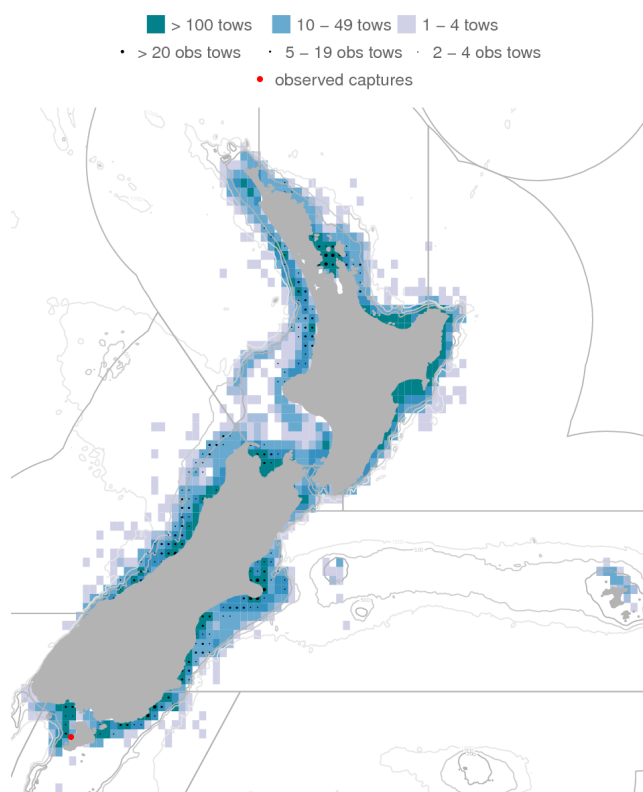 > 100 tows 10 − 49 tows 1 − 4 tows
> 20 obs tows 5 − 19 obs tows 2 − 4 obs tows
observed captures